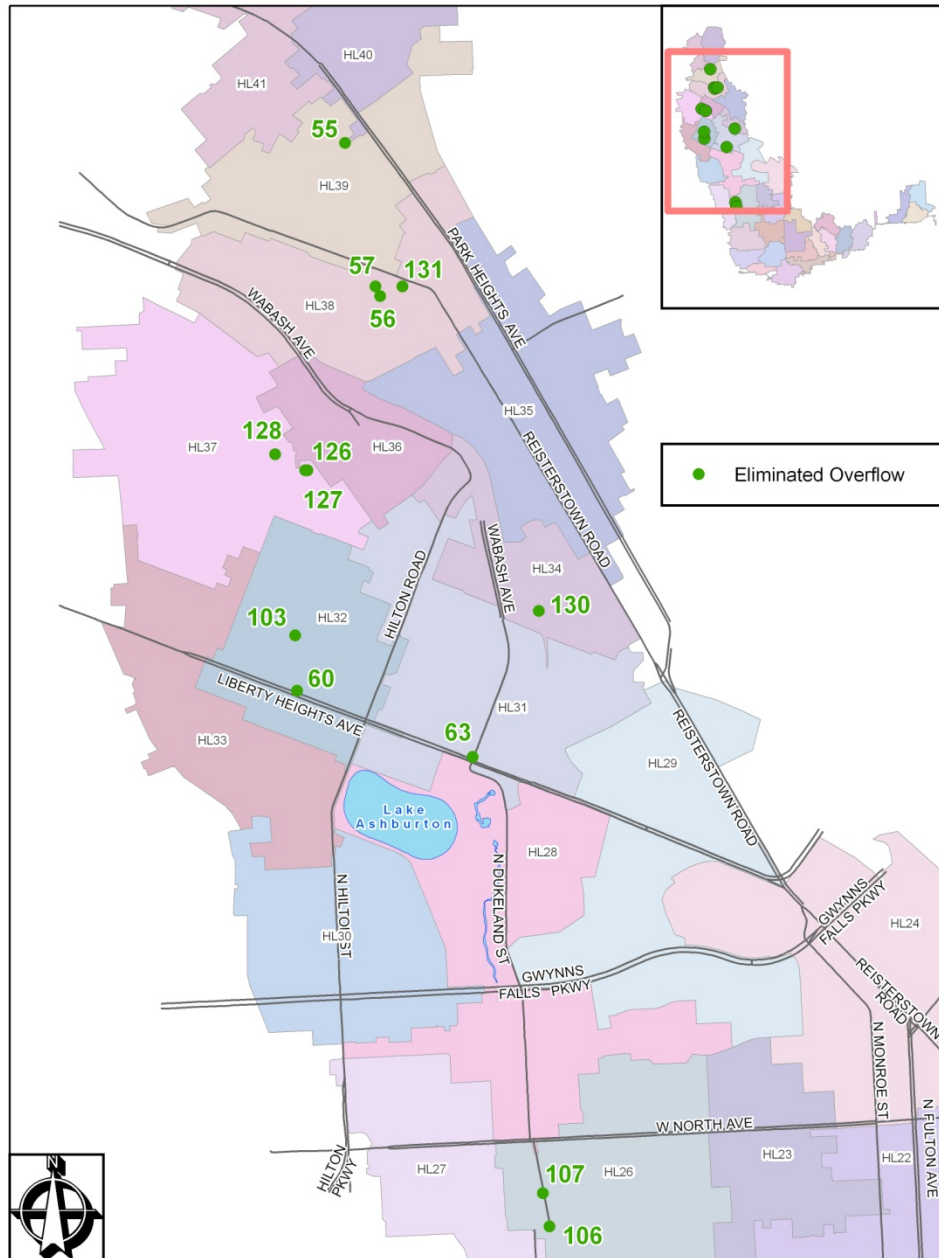 HL40
HL41
55
HL39
PARK HEIGHTS AVE
57
131
56
HL38
WABASH AVE
HL35
Eliminated Overflow
128
126
HL36
HL37
127
REISTERSTOWN ROAD
WABASH AVE
HILTON ROAD
HL34
130
103
HL32
60
LIBERTY HEIGHTS AVE
HL31
63
HL33
HL29
REISTERSTOWN ROAD
Lake
Ashburton
HL28
N DUKELAND ST
N HILTON ST
HL30
GWYNNS
FALLS PKWY
HL24
GWYNNS
FALLS PKWY
REISTERSTOWN
ROAD
N MONROE ST
N FULTON AVE
W NORTH AVE
HILTON
PKWY
HL27
HL26
HL23
HL22
107
106
N